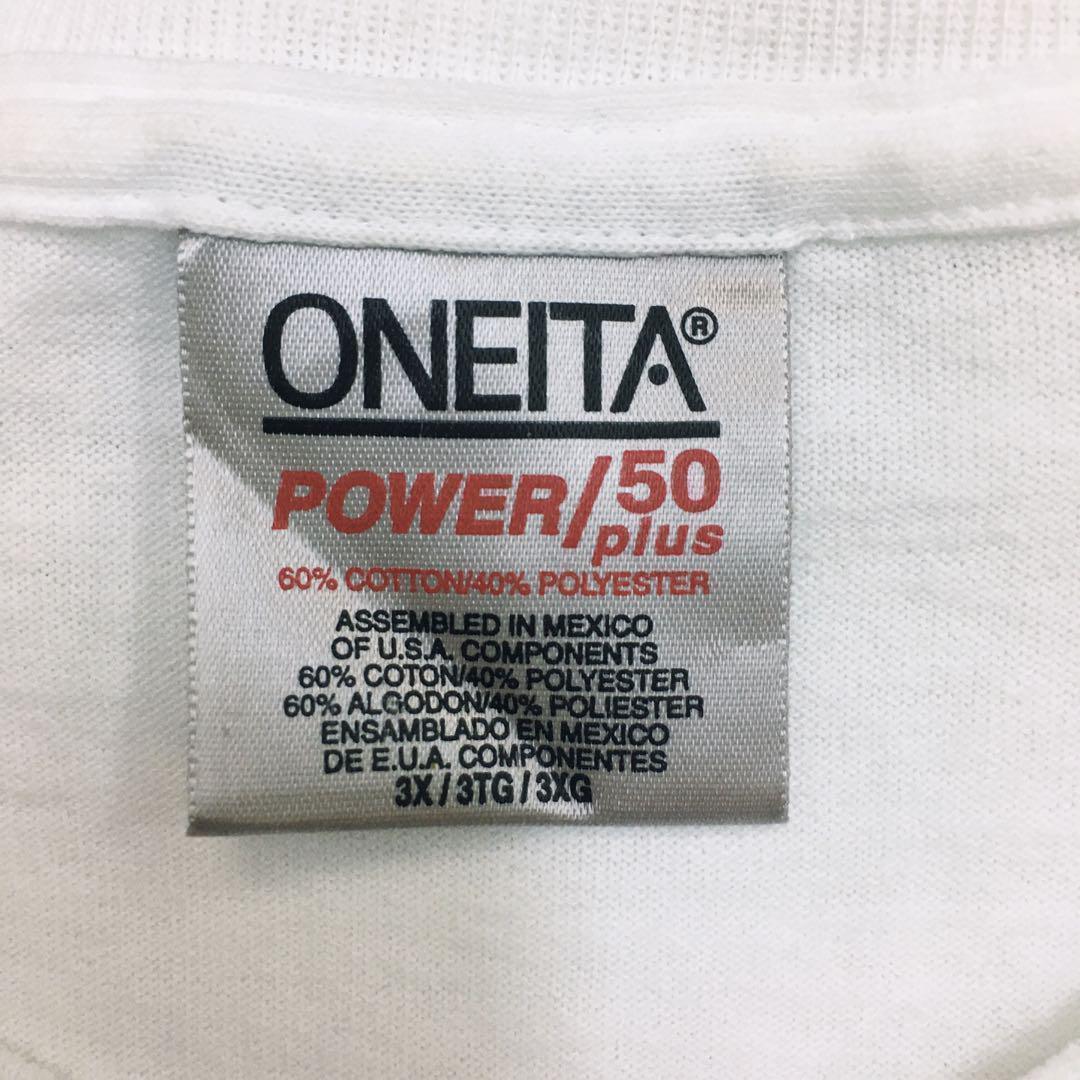 ONEITA®
POWER/50
plus
60% COTTON/40% POLYESTER
ASSEMBLED IN MEXICO
OF U.S.A. COMPONENTS
60% COTON/40% POLYESTER
60% ALGODON/40% POLIESTER
ENSAMBLADO EN MEXICO
DE E.U.A. COMPONENTES
3X/3TG/3XG